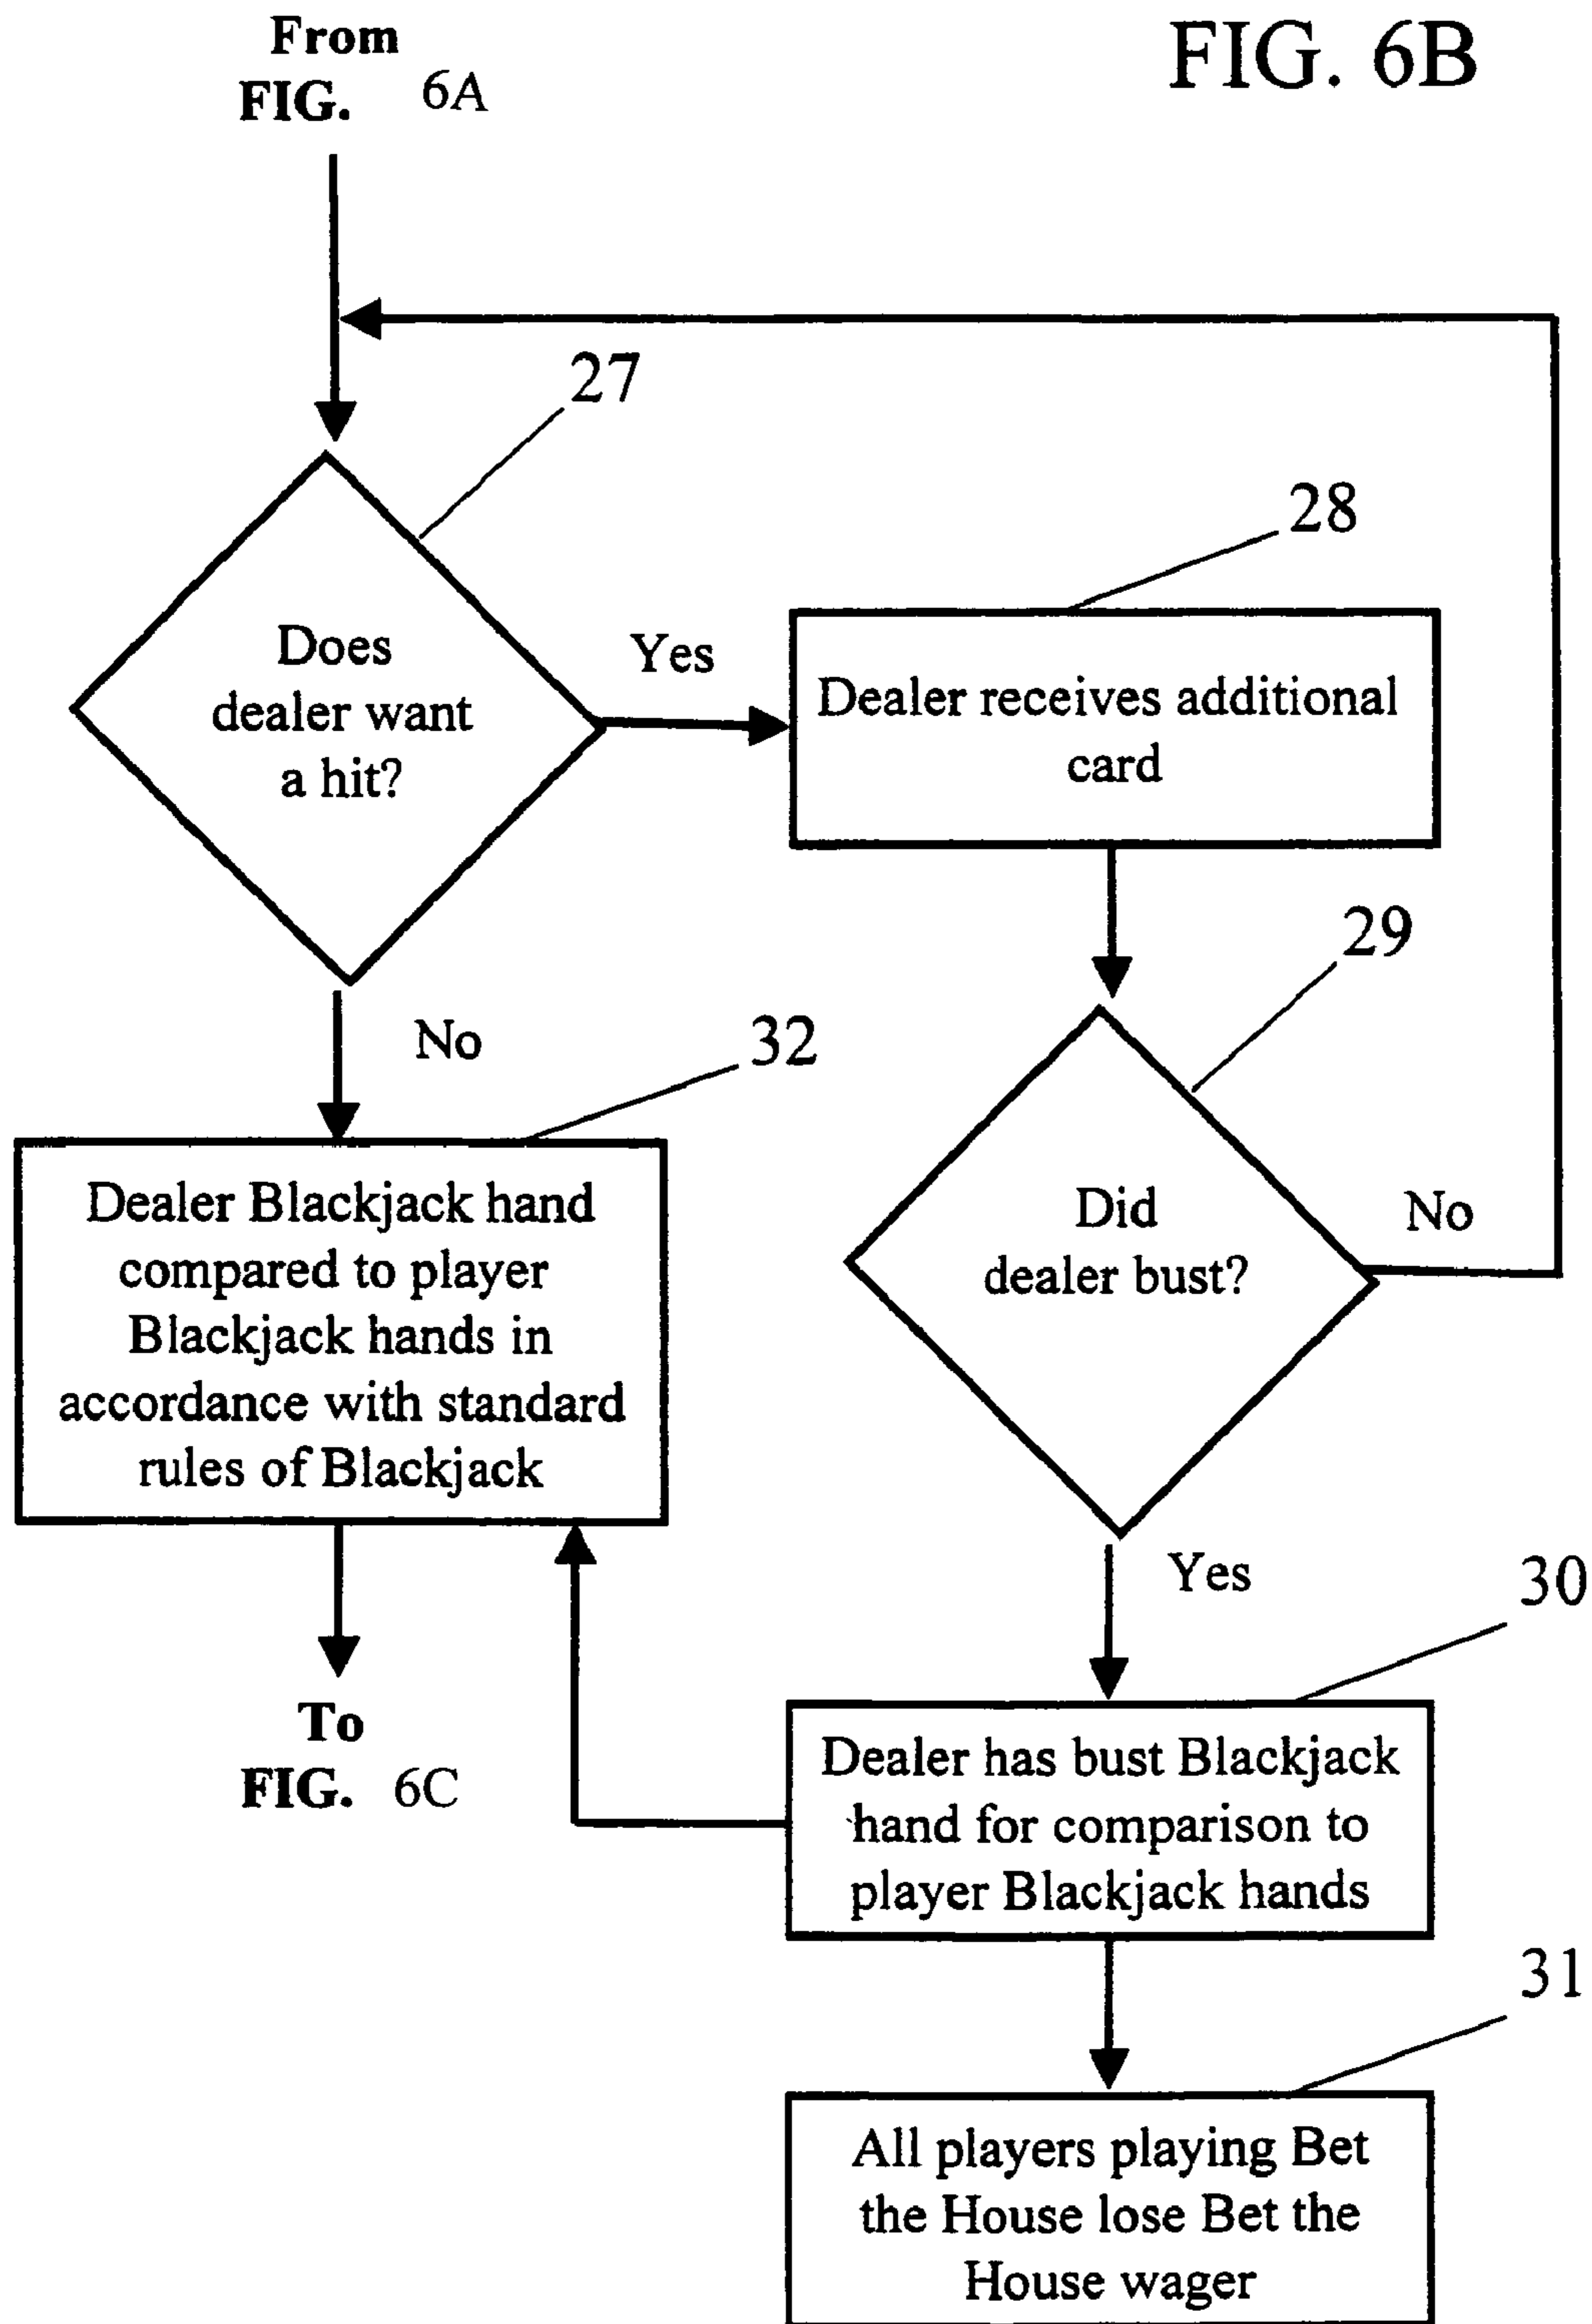 From
FIG. 6A
FIG. 6B
27
Does
dealer want
a hit?
Yes
28
Dealer receives additional
card
29
No
32
Did
dealer bust?
No
Dealer Blackjack hand
compared to player
Blackjack hands in
accordance with standard
rules of Blackjack
Yes
30
To
FIG. 6C
Dealer has bust Blackjack
hand for comparison to
player Blackjack hands
31
All players playing Bet
the House lose Bet the
House wager